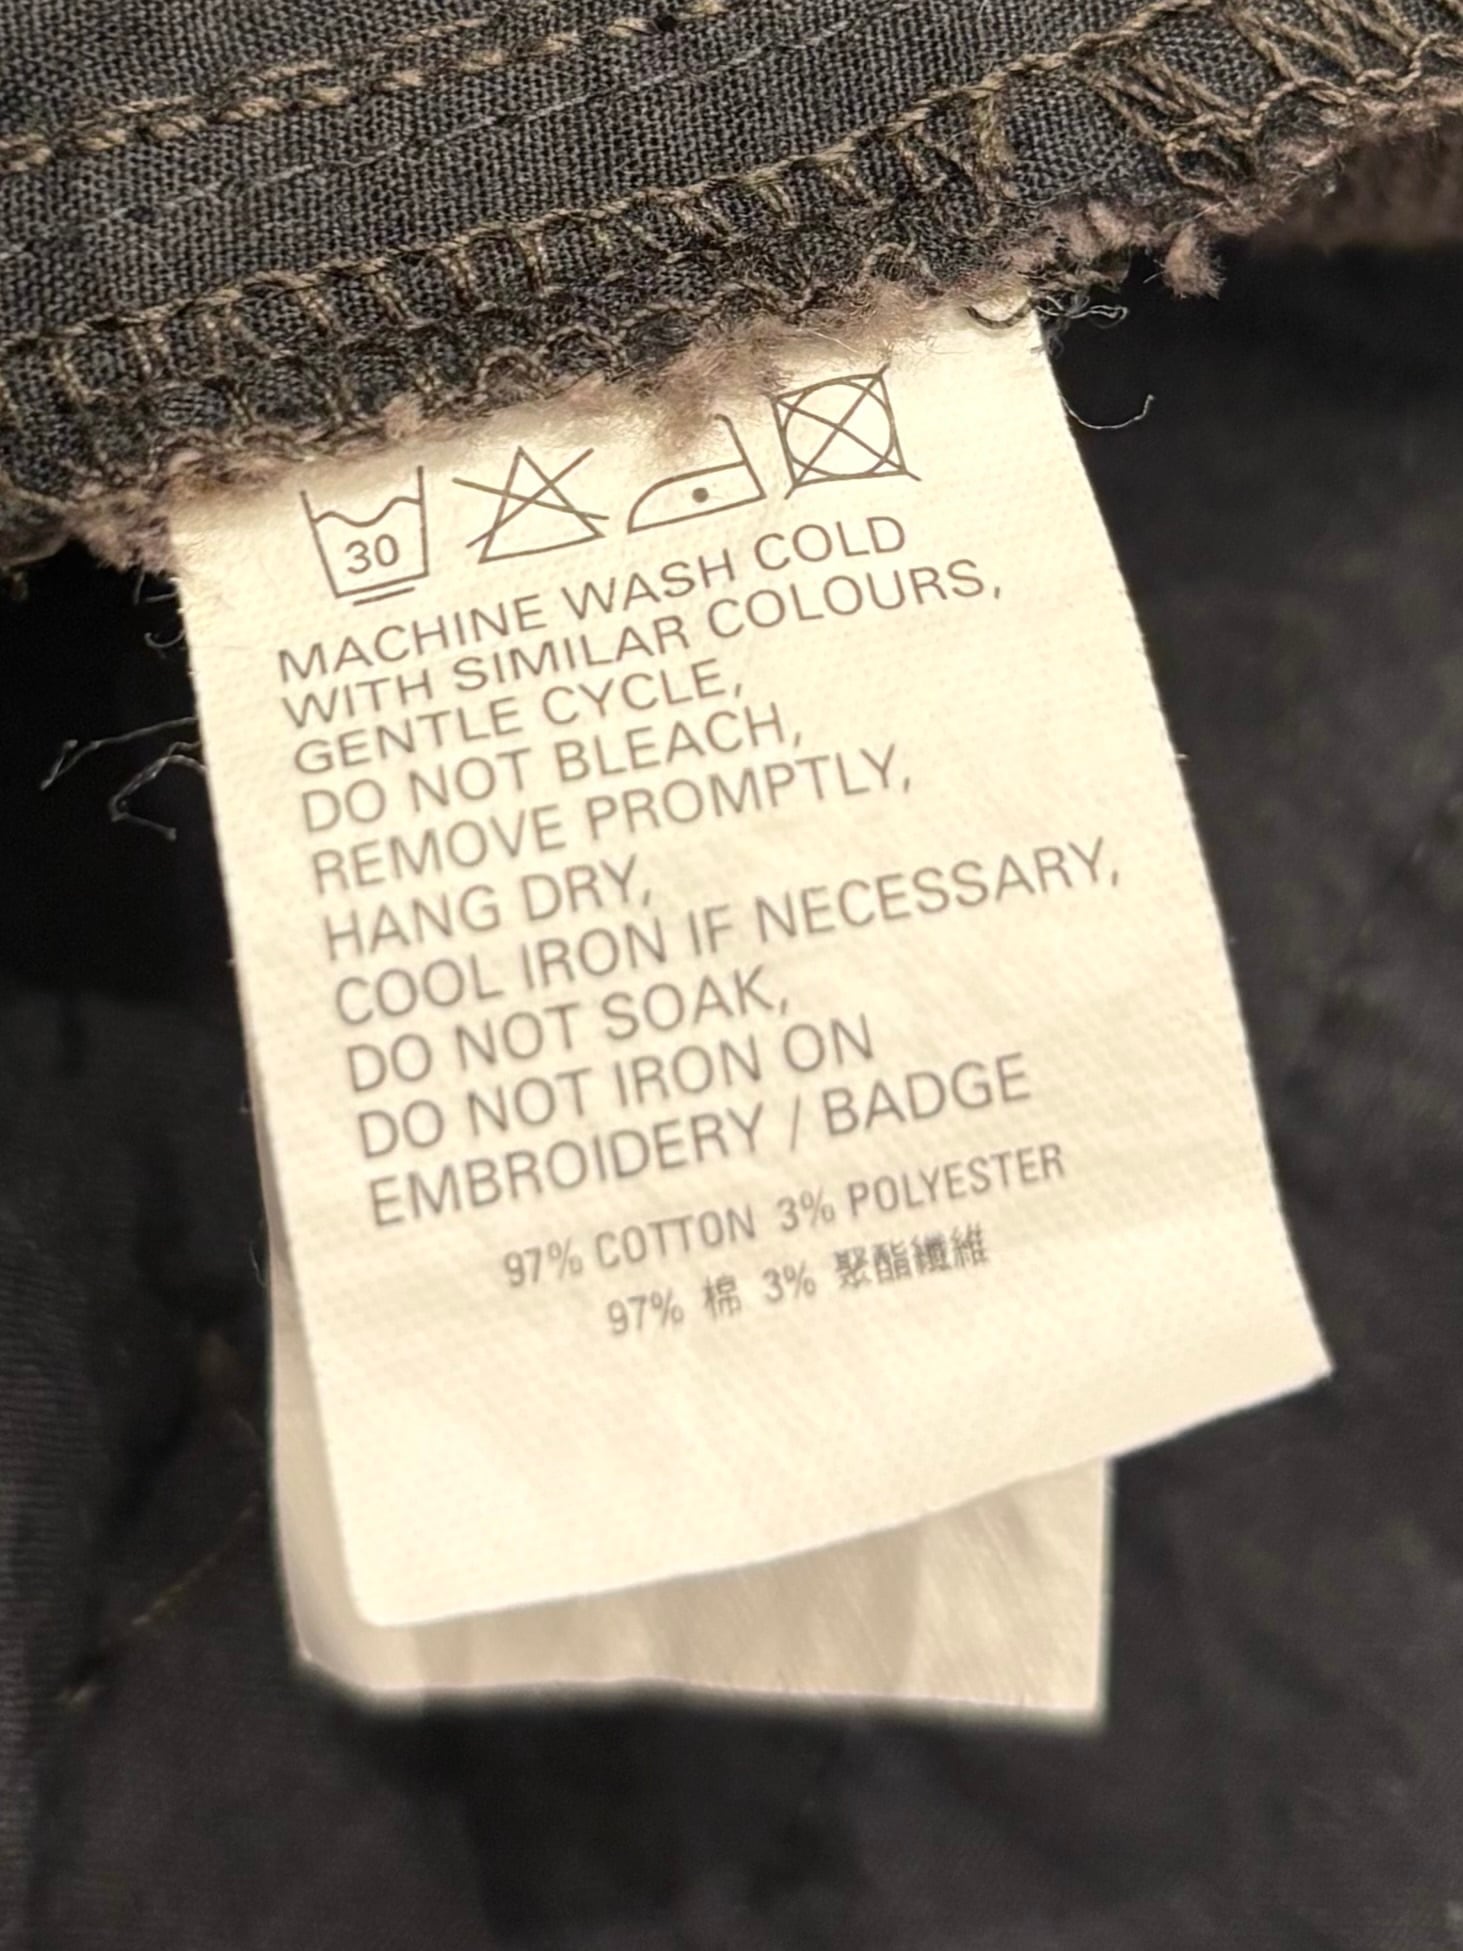 30
MACHINE WASH COLD
WITH SIMILAR COLOURS,
GENTLE CYCLE,
DO NOT BLEACH,
REMOVE PROMPTLY,
HANG DRY,
COOL IRON IF NECESSARY,
DO NOT SOAK,
DO NOT IRON ON
EMBROIDERY / BADGE
97% COTTON 3% POLYESTER
97% 棉 3% 聚酯纖維